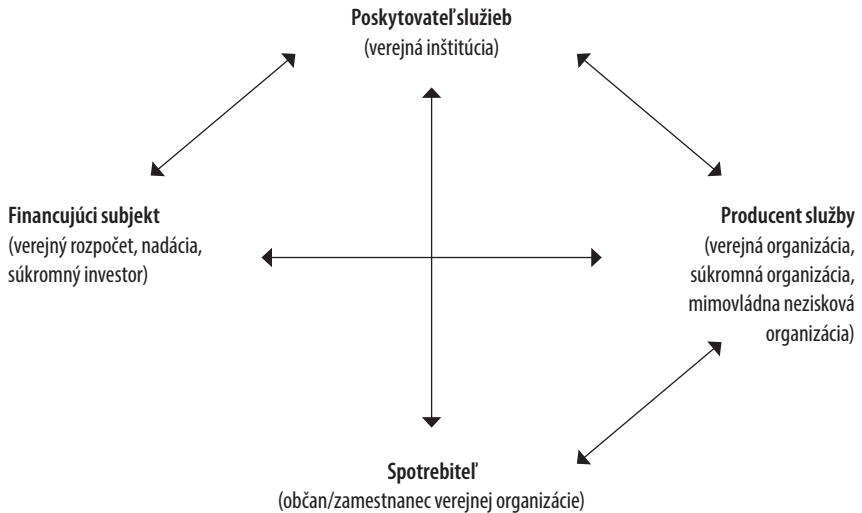 Poskytovateľ služieb
(verejná inštitúcia)
Financujúci subjekt
(verejný rozpočet, nadácia,
súkromný investor)
Producent služby
(verejná organizácia,
súkromná organizácia,
mimovládna nezisková
organizácia)
Spotrebiteľ
(občan/zamestnanec verejnej organizácie)